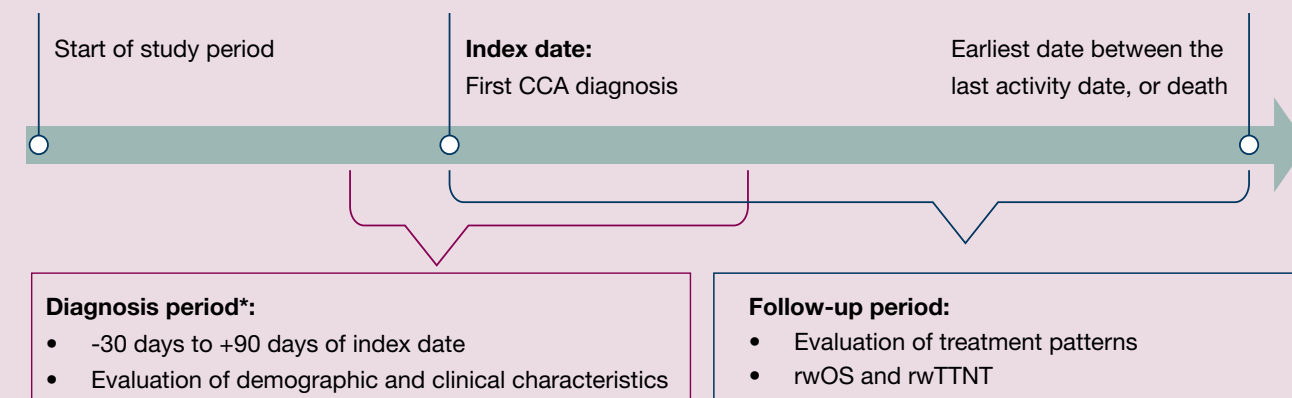 Start of study period
Index date:
First CCA diagnosis
Earliest date between the
last activity date, or death
Diagnosis period*:
• -30 days to +90 days of index date
• Evaluation of demographic and clinical characteristics
Follow-up period:
• Evaluation of treatment patterns
• rwOS and rwTTNT